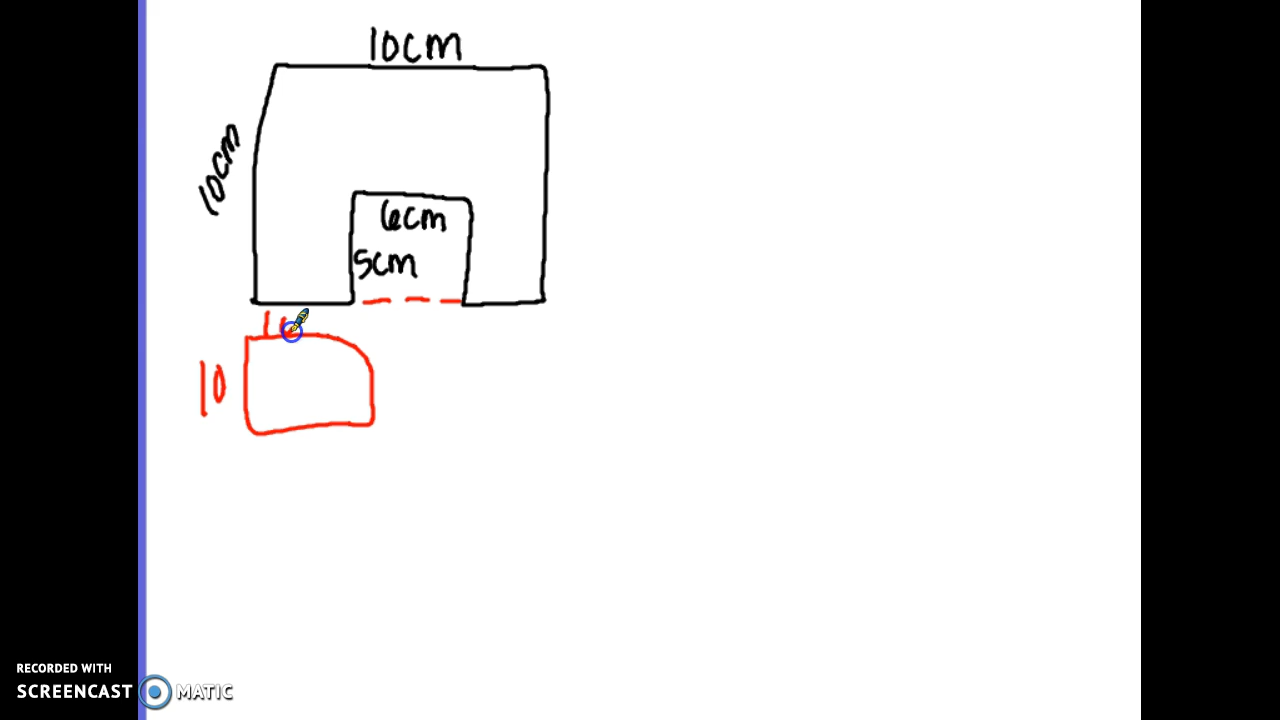 10cm
10cm
6cm
5cm
10
RECORDED WITH
SCREENCAST MATIC